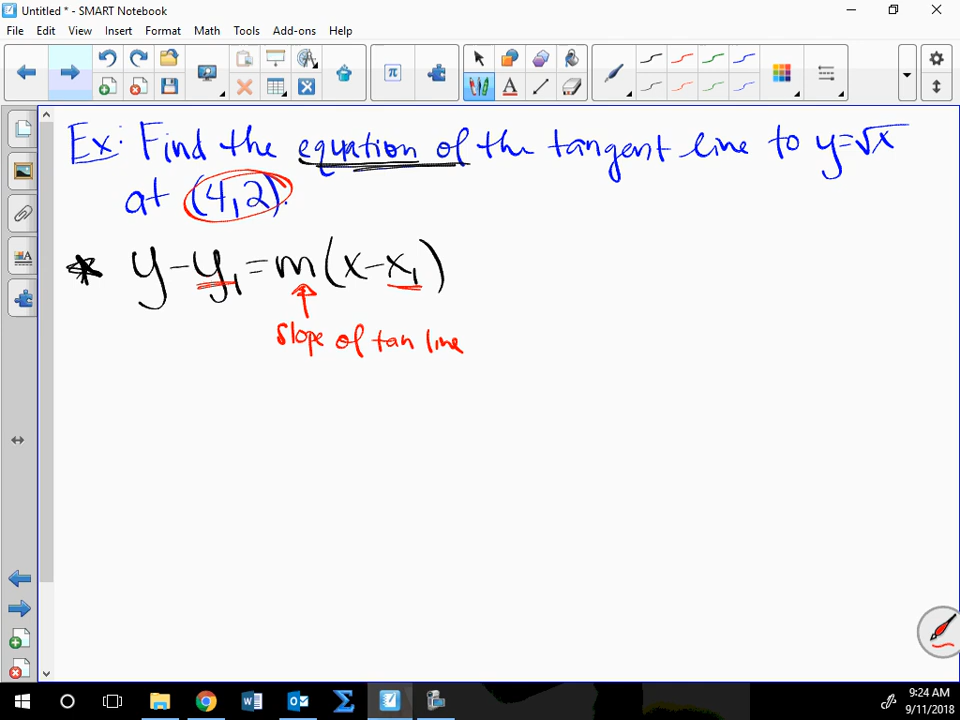 Untitled * - SMART Notebook
File Edit View Insert Format Math Tools Add-ons Help
Ex: Find the equation of the tangent line to y=√x
at (4,2).
* y-y₁=m(x-x₁)
slope of tan line
9:24 AM
9/11/2018